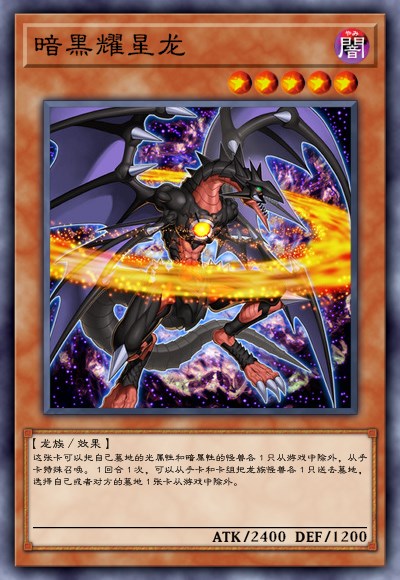 暗黑耀星龙
やみ
闇
【龙族／效果】
这张卡可以把自己墓地的光属性和暗属性的怪兽各1只从游戏中除外，从手
卡特殊召唤。1回合1次，可以从手卡和卡组把龙族怪兽各1只送去墓地，
选择自己或者对方的墓地1张卡从游戏中除外。
ATK/2400 DEF/1200